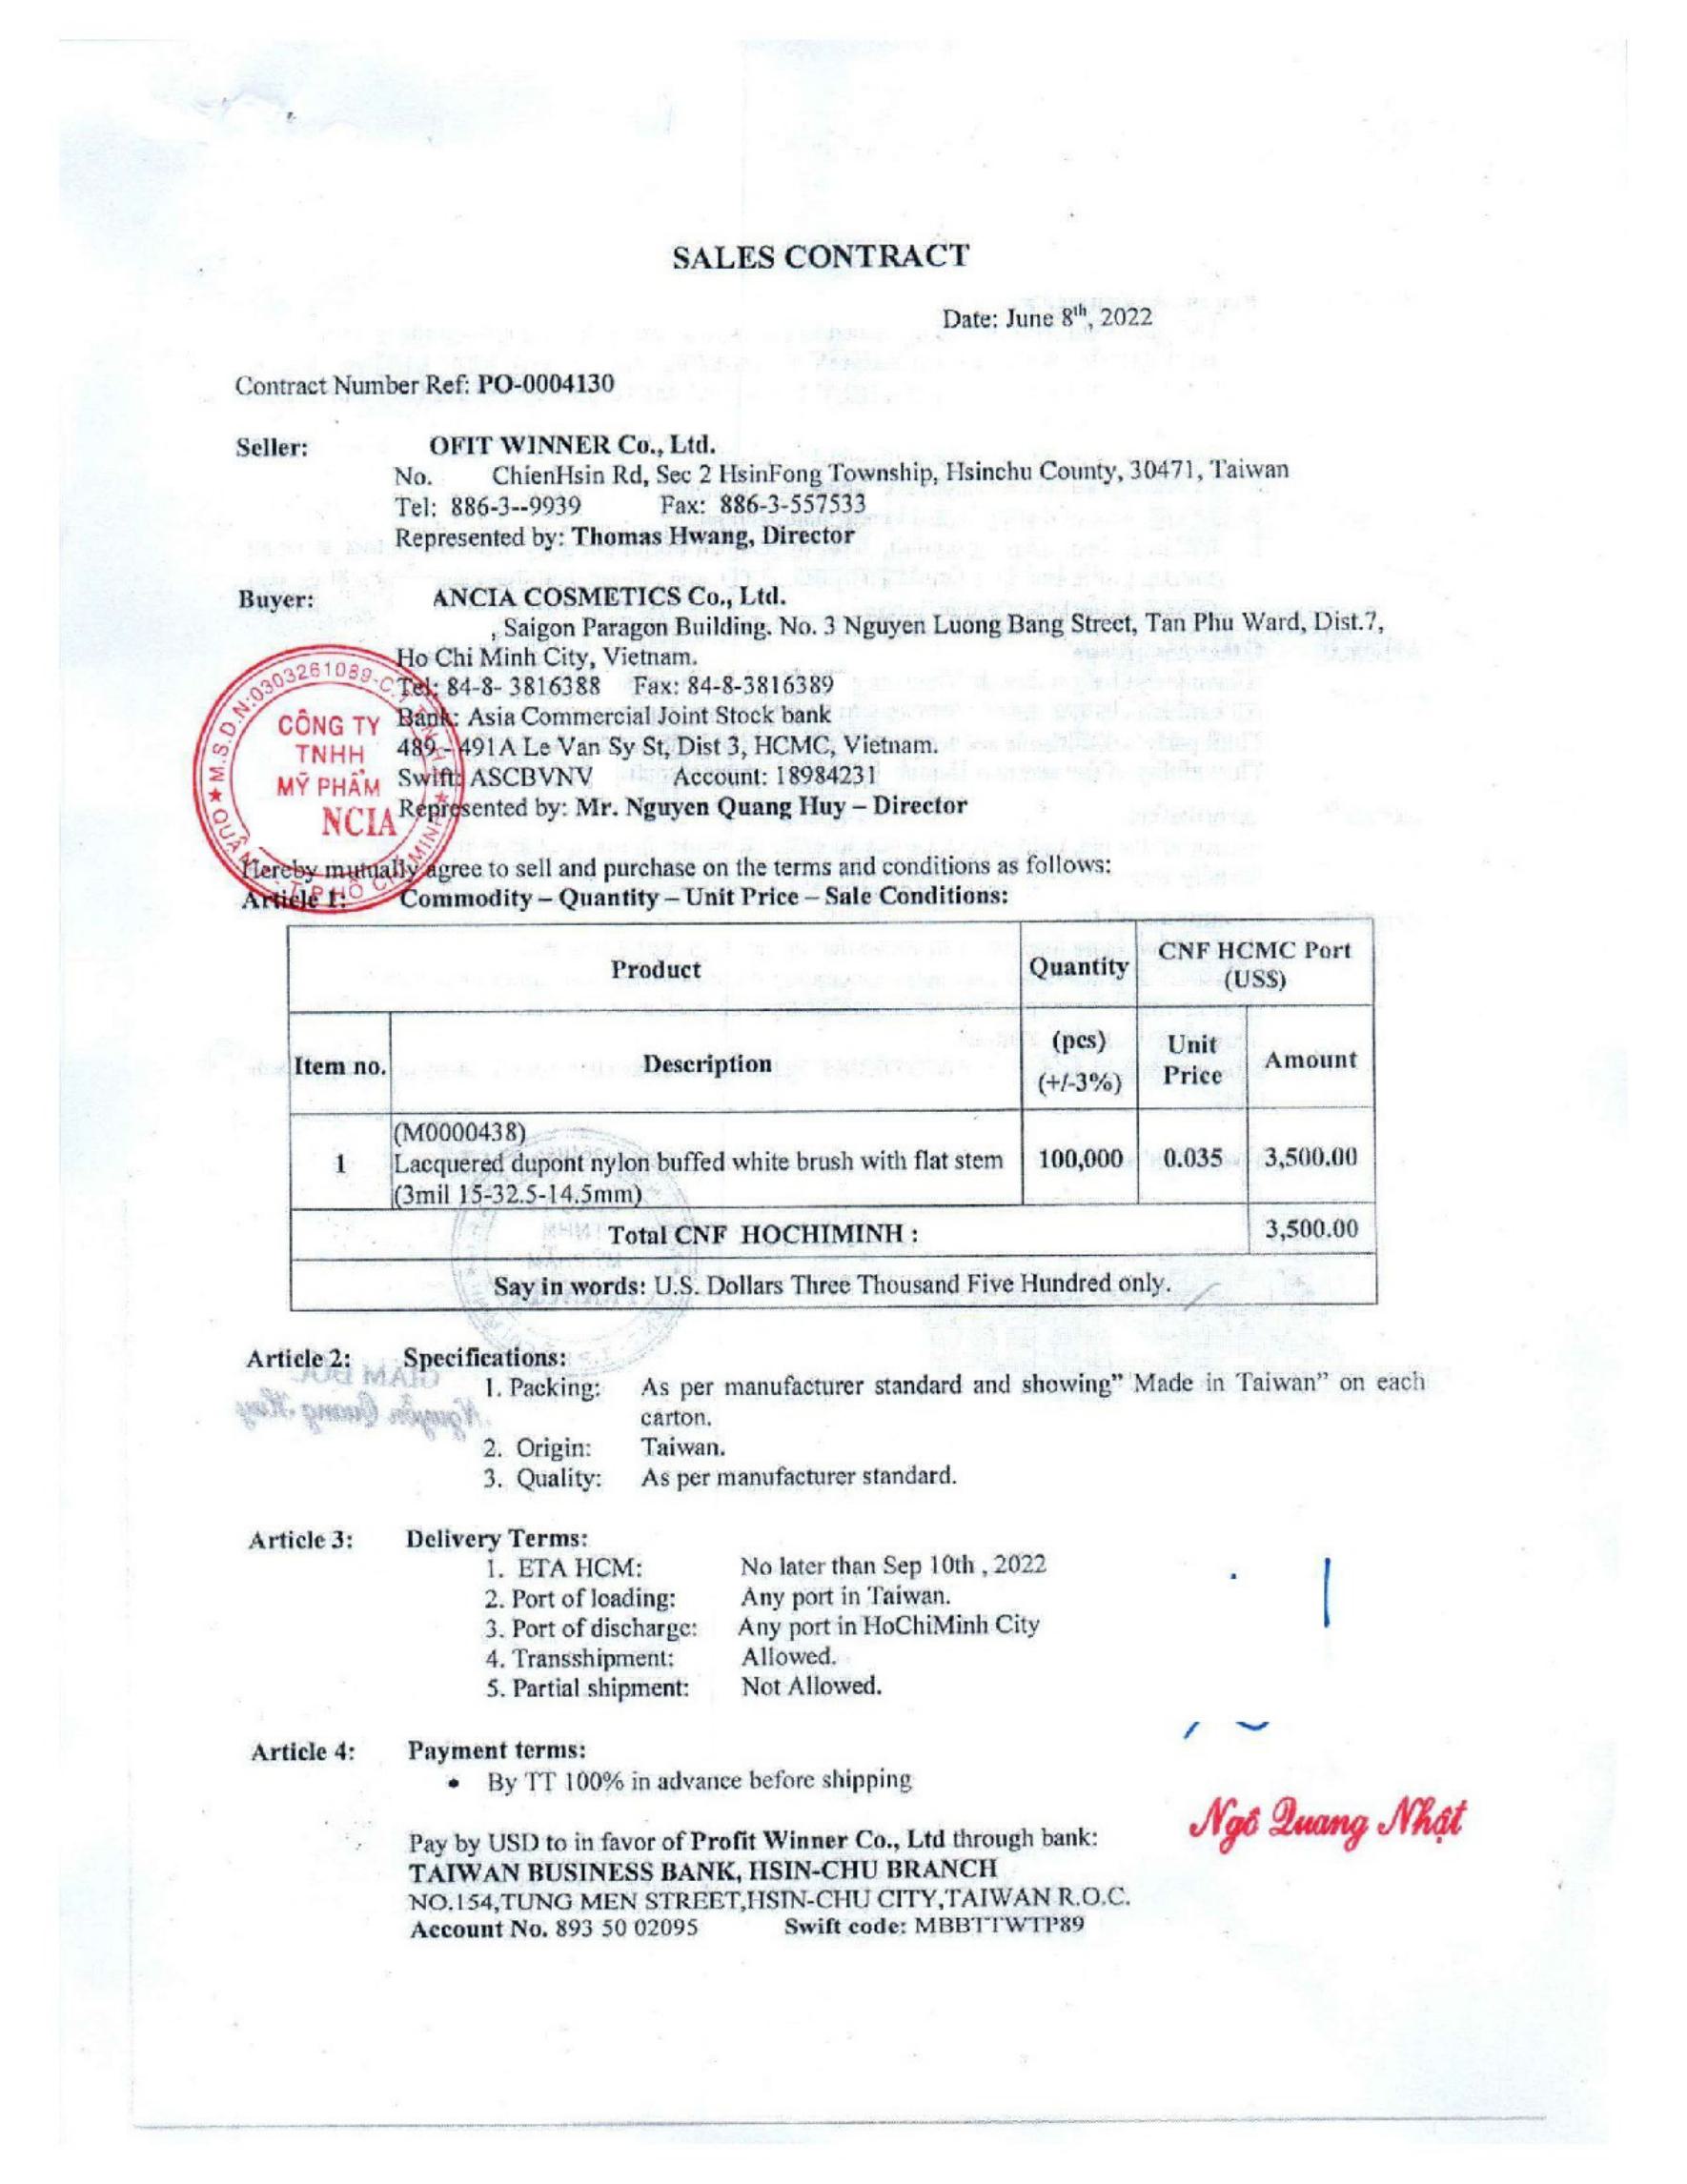 SALES CONTRACT
Date: June 8th, 2022
Contract Number Ref: PO-0004130
Seller: OFIT WINNER Co., Ltd.
No. ChienHsin Rd, Sec 2 HsinFong Township, Hsinchu County, 30471, Taiwan
Tel: 886-3--9939 Fax: 886-3-557533
Represented by: Thomas Hwang, Director
Buyer: ANCIA COSMETICS Co., Ltd.
, Saigon Paragon Building. No. 3 Nguyen Luong Bang Street, Tan Phu Ward, Dist.7,
Ho Chi Minh City, Vietnam.
Tel: 84-8- 3816388 Fax: 84-8-3816389
Bank: Asia Commercial Joint Stock bank
489 - 491A Le Van Sy St, Dist 3, HCMC, Vietnam.
Swift: ASCBVNV Account: 18984231
Represented by: Mr. Nguyen Quang Huy – Director
M.S.D.N:0303261089-C.T.
CÔNG TY
TNHH
MỸ PHẨM
NCIA
T.P HỒ CHÍ MINH
Hereby mutually agree to sell and purchase on the terms and conditions as follows:
Article 1: Commodity – Quantity – Unit Price – Sale Conditions:
Product Quantity CNF HCMC Port
(US$)
Item no. Description (pcs) (+/-3%) Unit Price Amount
(M0000438)
1 Lacquered dupont nylon buffed white brush with flat stem 100,000 0.035 3,500.00
(3mil 15-32.5-14.5mm)
Total CNF HOCHIMINH : 3,500.00
Say in words: U.S. Dollars Three Thousand Five Hundred only.
Article 2: Specifications:
1. Packing: As per manufacturer standard and showing" Made in Taiwan" on each
carton.
2. Origin: Taiwan.
3. Quality: As per manufacturer standard.
GIÁM ĐỐC
Nguyễn Quang Huy
Article 3: Delivery Terms:
1. ETA HCM: No later than Sep 10th , 2022
2. Port of loading: Any port in Taiwan.
3. Port of discharge: Any port in HoChiMinh City
4. Transshipment: Allowed.
5. Partial shipment: Not Allowed.
Article 4: Payment terms:
• By TT 100% in advance before shipping
Ngô Quang Nhật
Pay by USD to in favor of Profit Winner Co., Ltd through bank:
TAIWAN BUSINESS BANK, HSIN-CHU BRANCH
NO.154,TUNG MEN STREET,HSIN-CHU CITY,TAIWAN R.O.C.
Account No. 893 50 02095 Swift code: MBBTTWTP89